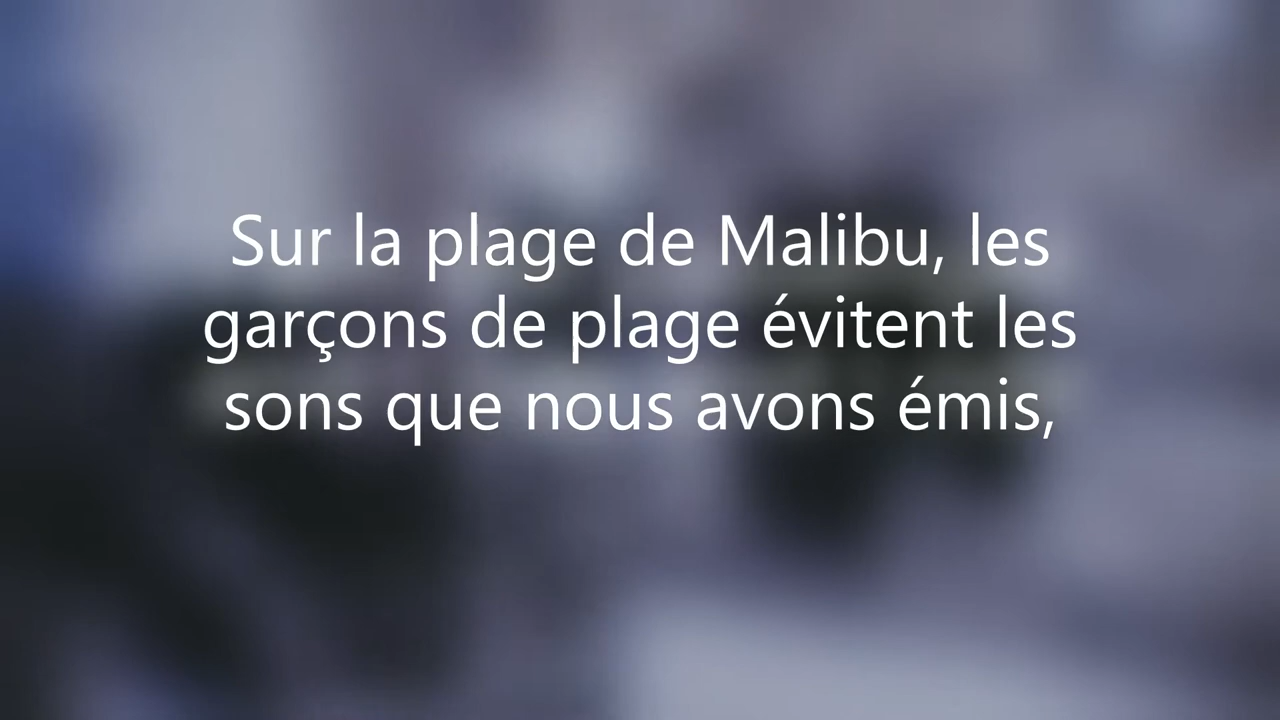 Sur la plage de Malibu, les
garçons de plage évitent les
sons que nous avons émis,